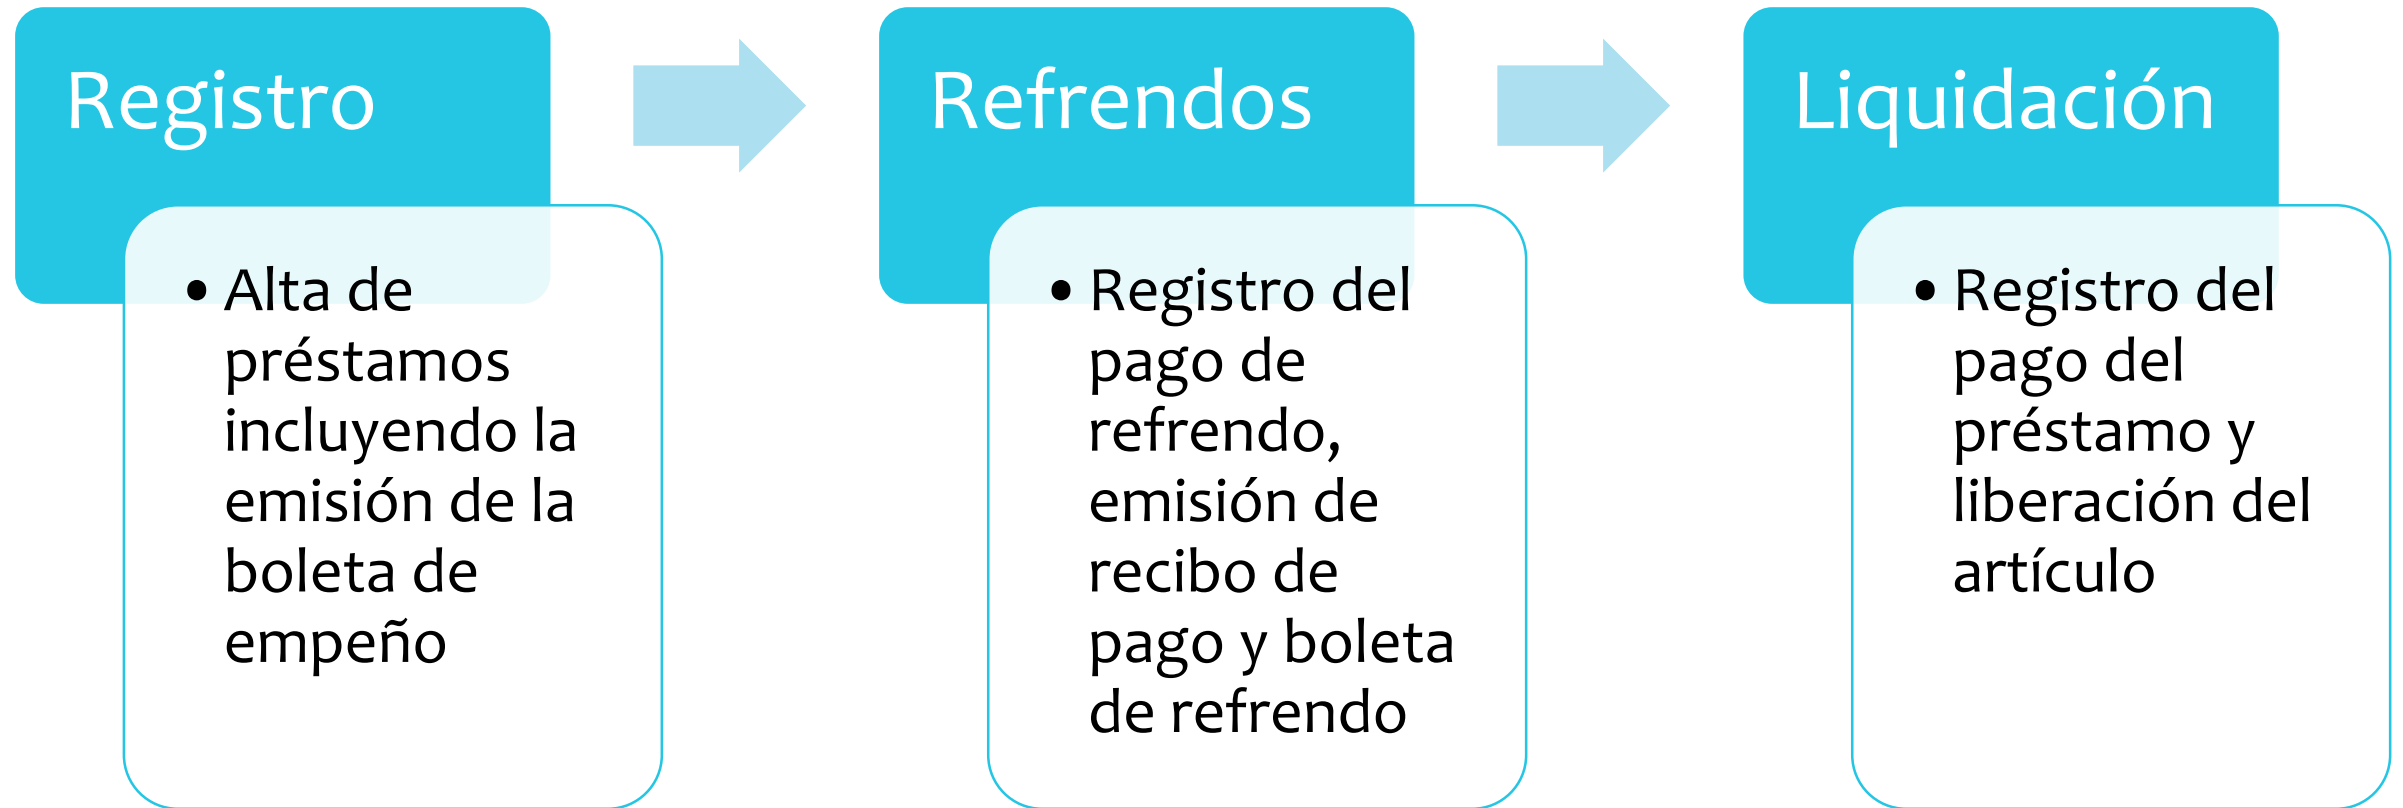 Registro
• Alta de
préstamos
incluyendo la
emisión de la
boleta de
empeño
Refrendos
• Registro del
pago de
refrendo,
emisión de
recibo de
pago y boleta
de refrendo
Liquidación
• Registro del
pago del
préstamo y
liberación del
artículo